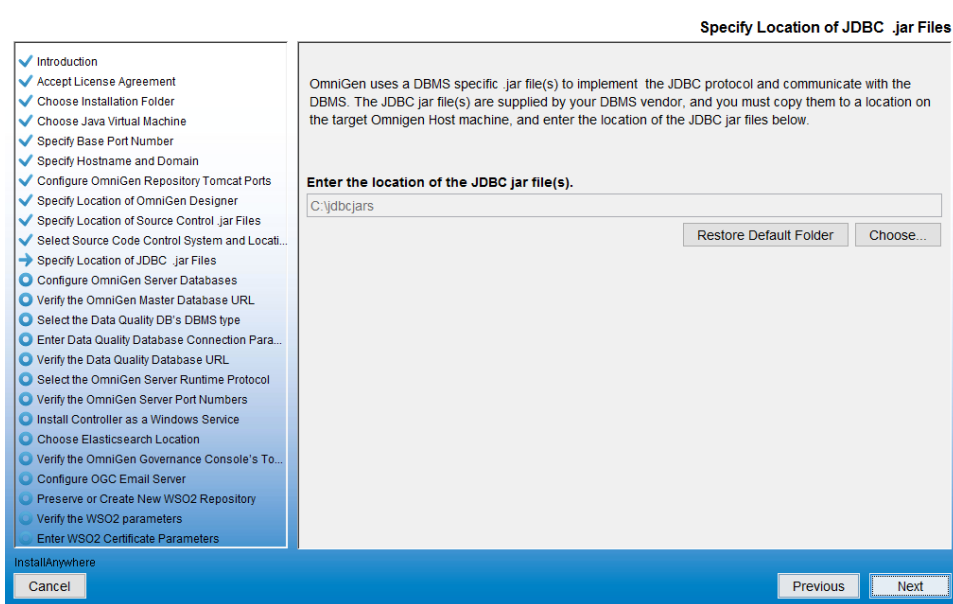 Specify Location of JDBC .jar Files
Introduction
Accept License Agreement
Choose Installation Folder
Choose Java Virtual Machine
Specify Base Port Number
Specify Hostname and Domain
Configure OmniGen Repository Tomcat Ports
Specify Location of OmniGen Designer
Specify Location of Source Control .jar Files
Select Source Code Control System and Locati...
Specify Location of JDBC .jar Files
Configure OmniGen Server Databases
Verify the OmniGen Master Database URL
Select the Data Quality DB's DBMS type
Enter Data Quality Database Connection Para...
Verify the Data Quality Database URL
Select the OmniGen Server Runtime Protocol
Verify the OmniGen Server Port Numbers
Install Controller as a Windows Service
Choose Elasticsearch Location
Verify the OmniGen Governance Console's To...
Configure OGC Email Server
Preserve or Create New WSO2 Repository
Verify the WSO2 parameters
Enter WSO2 Certificate Parameters
OmniGen uses a DBMS specific .jar file(s) to implement the JDBC protocol and communicate with the
DBMS. The JDBC jar file(s) are supplied by your DBMS vendor, and you must copy them to a location on
the target Omnigen Host machine, and enter the location of the JDBC jar files below.
Enter the location of the JDBC jar file(s).
C:\jdbcjars
Restore Default Folder Choose...
InstallAnywhere
Cancel Previous Next